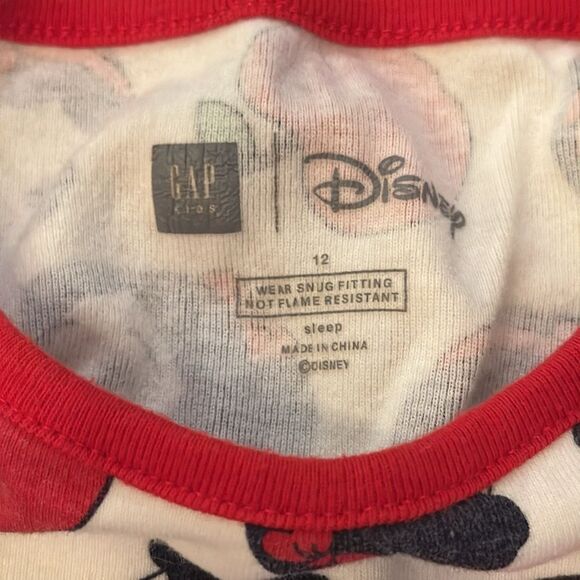 GAP
KIDS
Disney
12
WEAR SNUG FITTING
NOT FLAME RESISTANT
sleep
MADE IN CHINA
©DISNEY